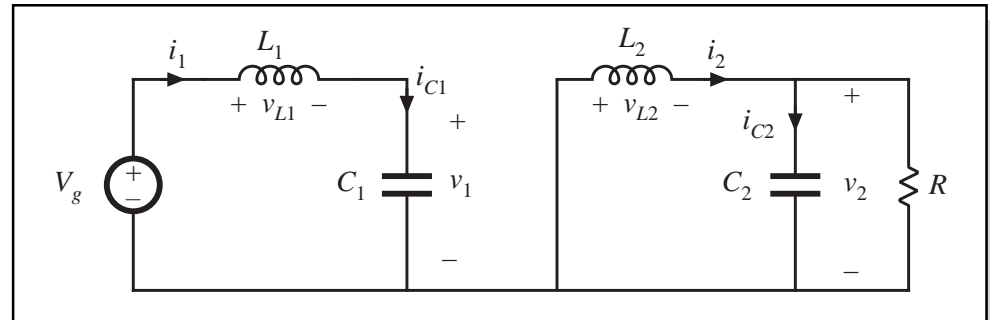 i1 L1 iC1 L2 i2
+ vL1 − + vL2 −
Vg + − C1 + v1 − iC2 C2 + v2 − R